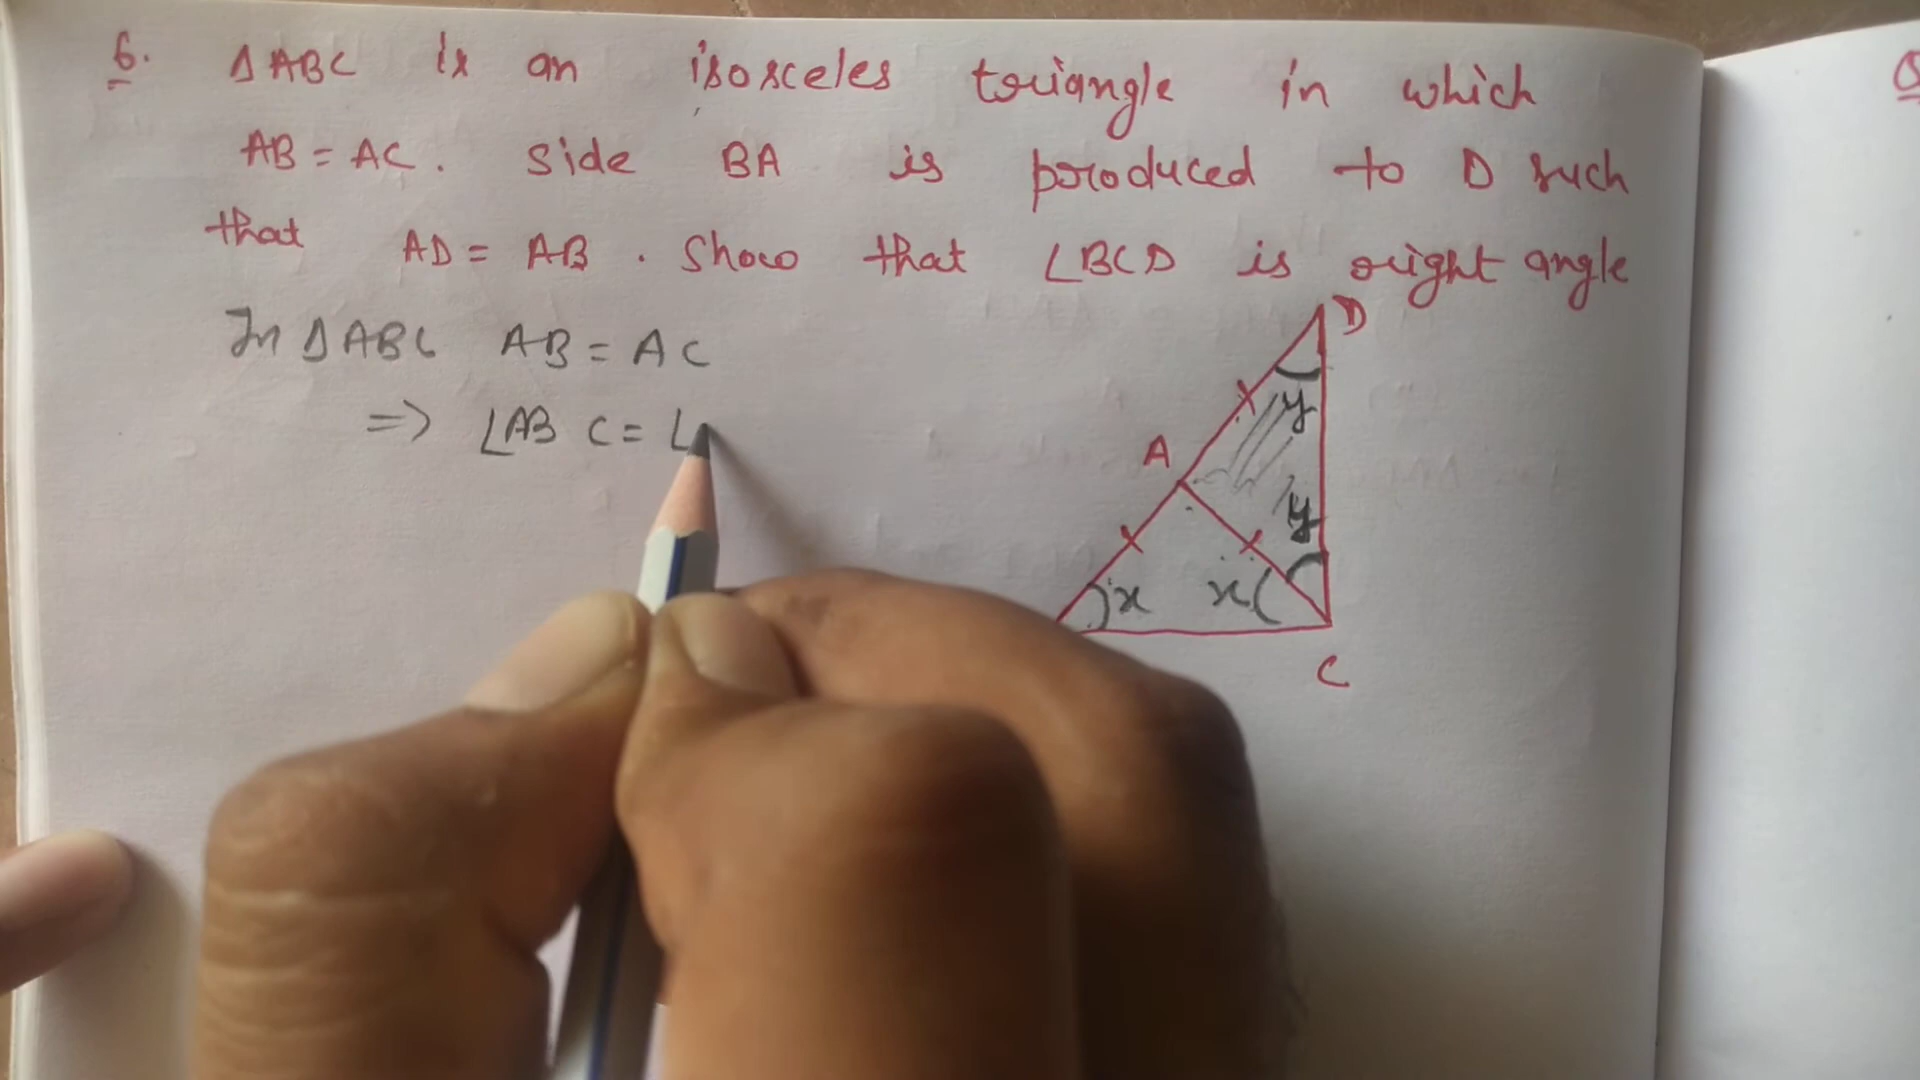 6. ΔABC is an isosceles triangle in which
AB = AC. Side BA is produced to D such
that AD = AB. Show that ∠BCD is right angle
In ΔABC AB = AC
⇒ ∠ABC = ∠
D
y
A
y
x x
C